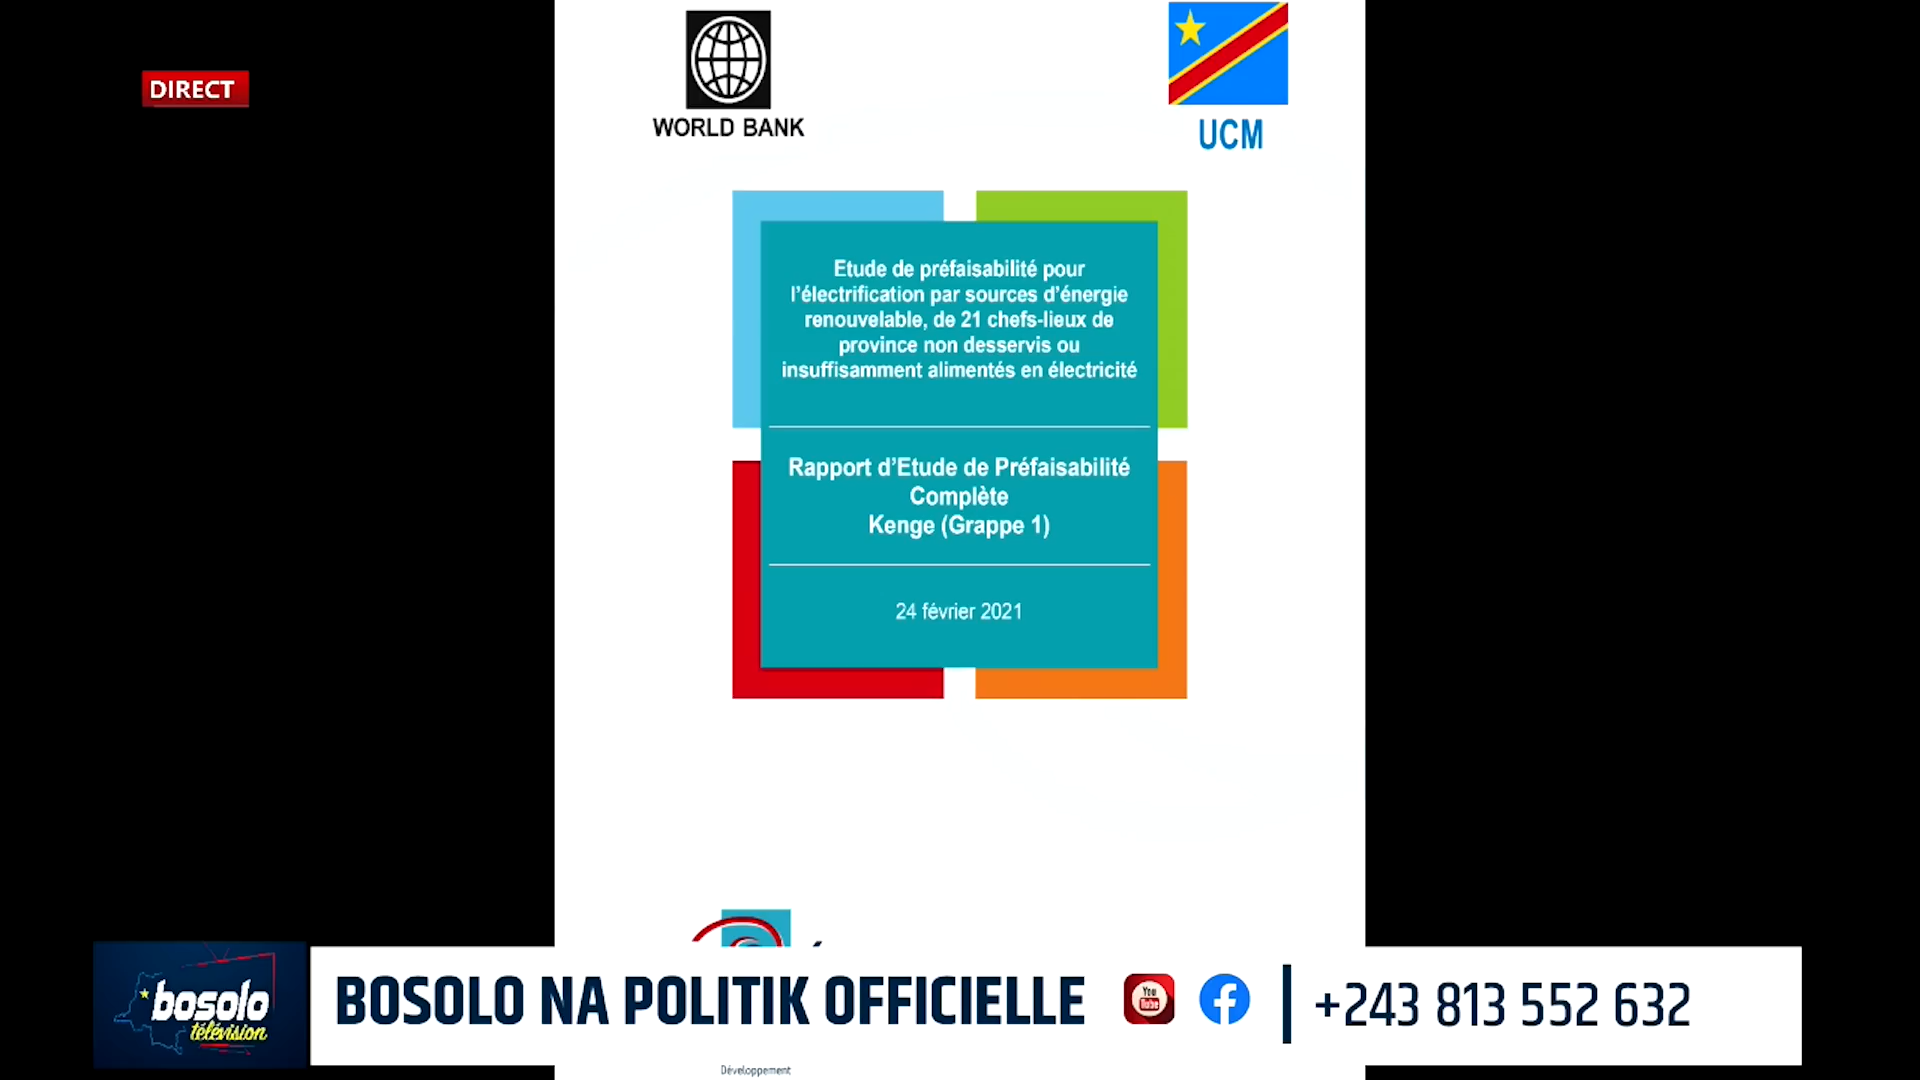 DIRECT
WORLD BANK
UCM
Etude de préfaisabilité pour
l'électrification par sources d'énergie
renouvelable, de 21 chefs-lieux de
province non desservis ou
insuffisamment alimentés en électricité
Rapport d'Etude de Préfaisabilité
Complète
Kenge (Grappe 1)
24 février 2021
bosolo
télévision
BOSOLO NA POLITIK OFFICIELLE
You
Tube
+243 813 552 632
Développement